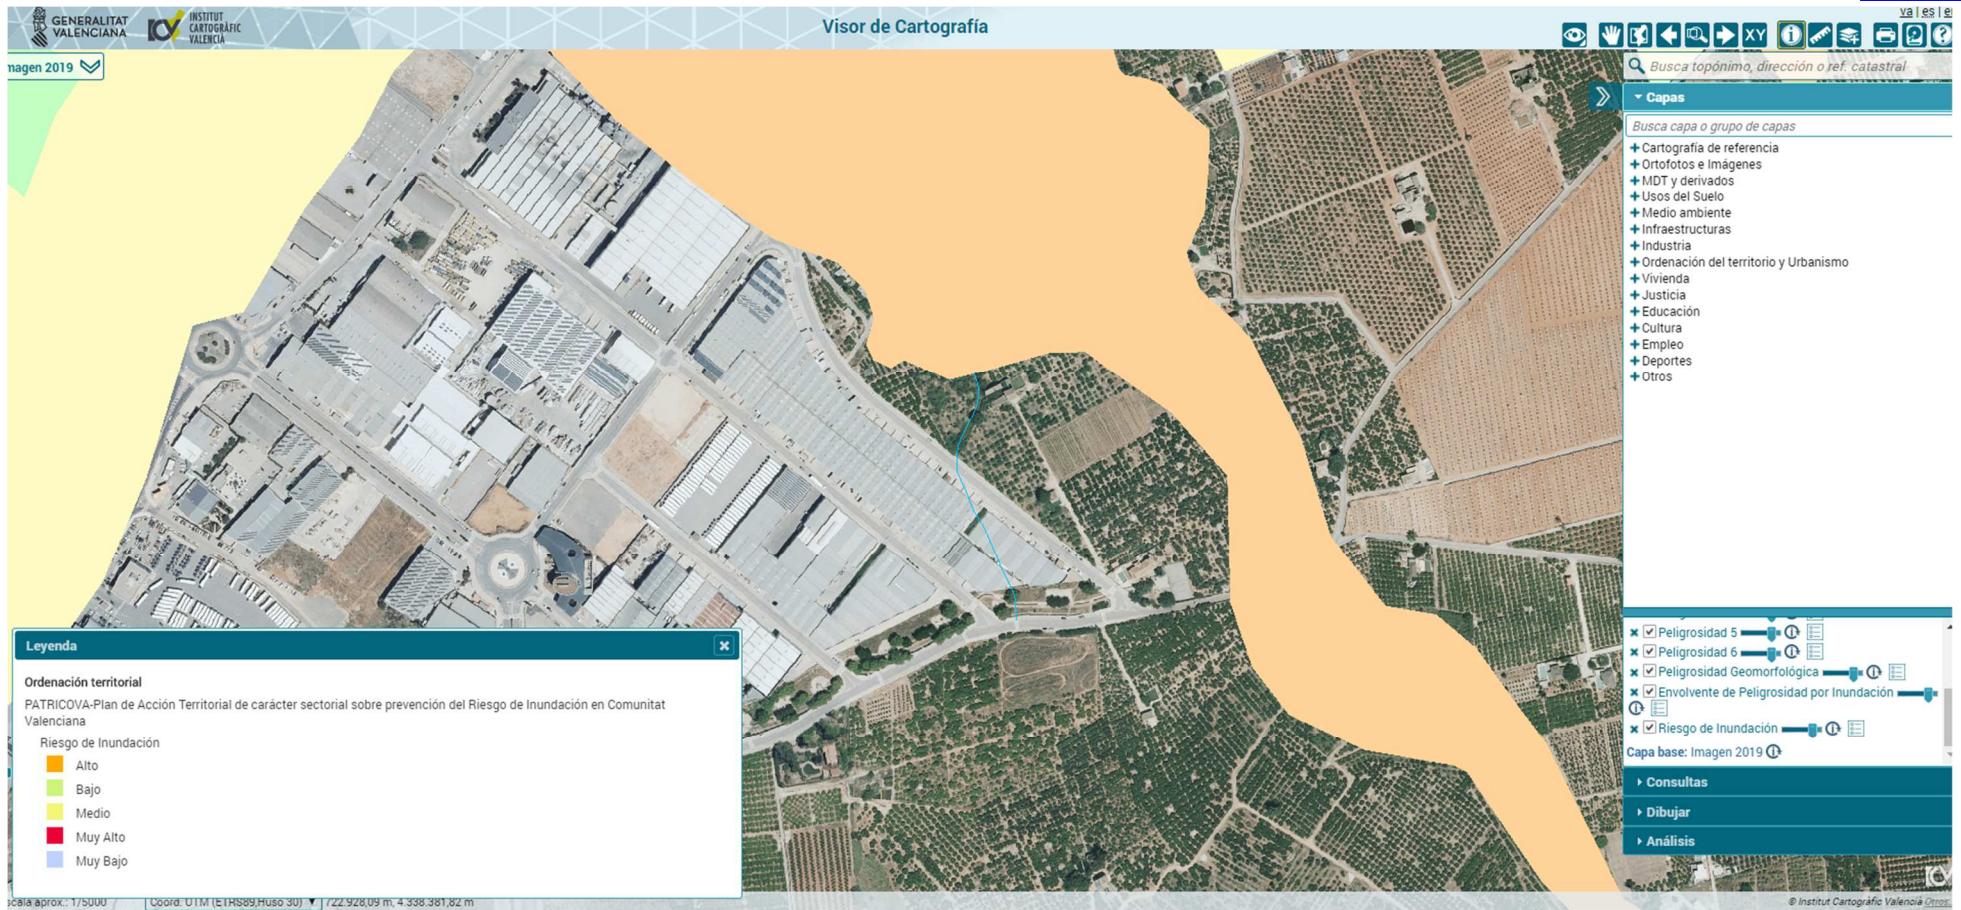 GENERALITAT
VALENCIANA
ICV
INSTITUT
CARTOGRÀFIC
VALENCIÀ
Visor de Cartografía
va | es | e
XY
magen 2019
Busca topónimo, dirección o ref. catastral
Capas
Busca capa o grupo de capas
Cartografía de referencia
Ortofotos e Imágenes
MDT y derivados
Usos del Suelo
Medio ambiente
Infraestructuras
Industria
Ordenación del territorio y Urbanismo
Vivienda
Justicia
Educación
Cultura
Empleo
Deportes
Otros
Peligrosidad 5
Peligrosidad 6
Peligrosidad Geomorfológica
Envolvente de Peligrosidad por Inundación
Riesgo de Inundación
Capa base: Imagen 2019
Consultas
Dibujar
Análisis
Leyenda
Ordenación territorial
PATRICOVA-Plan de Acción Territorial de carácter sectorial sobre prevención del Riesgo de Inundación en Comunitat
Valenciana
Riesgo de Inundación
Alto
Bajo
Medio
Muy Alto
Muy Bajo
scala aprox.: 1/5000
Coord. UTM (ETRS89,Huso 30) 722.928,09 m, 4.338.381,82 m
© Institut Cartogràfic Valencià Otros